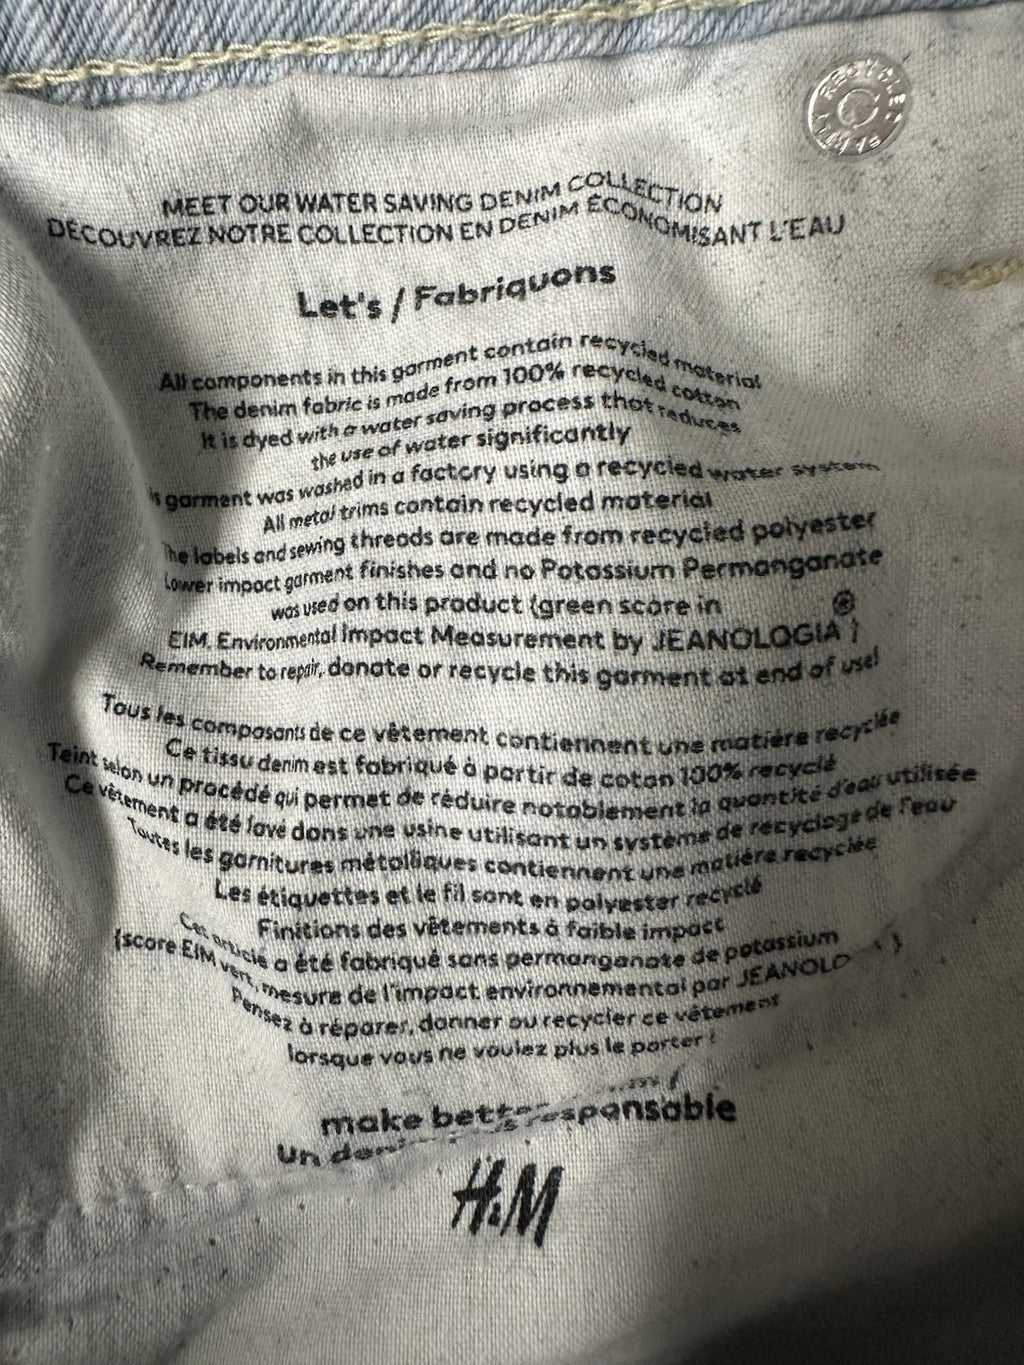 RECYCLE
MEET OUR WATER SAVING DENIM COLLECTION
DÉCOUVREZ NOTRE COLLECTION EN DENIM ÉCONOMISANT L'EAU
Let's / Fabriquons
All components in this garment contain recycled material
The denim fabric is made from 100% recycled cotton
It is dyed with a water saving process that reduces
the use of water significantly
garment was washed in a factory using a recycled water system
All metal trims contain recycled material
The labels and sewing threads are made from recycled polyester
Lower impact garment finishes and no Potassium Permanganate
was used on this product (green score in
EIM. Environmental Impact Measurement by JEANOLOGIA® )
Remember to repair, donate or recycle this garment at end of use!
Tous les composants de ce vêtement contiennent une matière recyclée
Ce tissu denim est fabriqué à partir de coton 100% recyclé
Teint selon un procédé qui permet de réduire notablement la quantité d'eau utilisée
Ce vêtement a été lavé dans une usine utilisant un système de recyclage de l'eau
Toutes les garnitures métalliques contiennent une matière recyclée
Les étiquettes et le fil sont en polyester recyclé
Finitions des vêtements à faible impact
Cet article a été fabriqué sans permanganate de potassium
(score EIM vert, mesure de l'impact environnemental par JEANOLO )
Pensez à réparer, donner ou recycler ce vêtement
lorsque vous ne voulez plus le porter !
make better
Un responsable
H&M